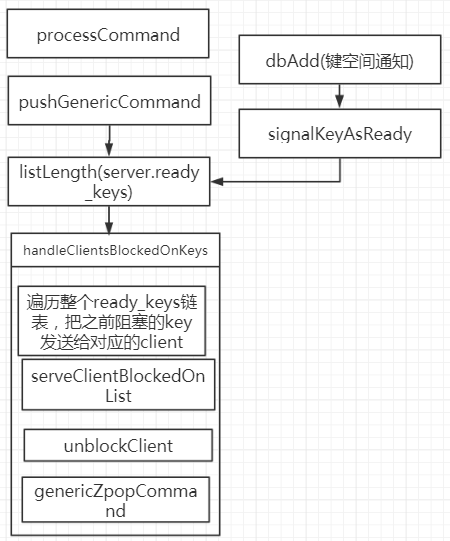 processCommand
dbAdd(键空间通知)
pushGenericCommand
signalKeyAsReady
listLength(server.ready
_keys)
handleClientsBlockedOnKeys
遍历整个ready_keys链
表，把之前阻塞的key
发送给对应的client
serveClientBlockedOn
List
unblockClient
genericZpopComma
nd